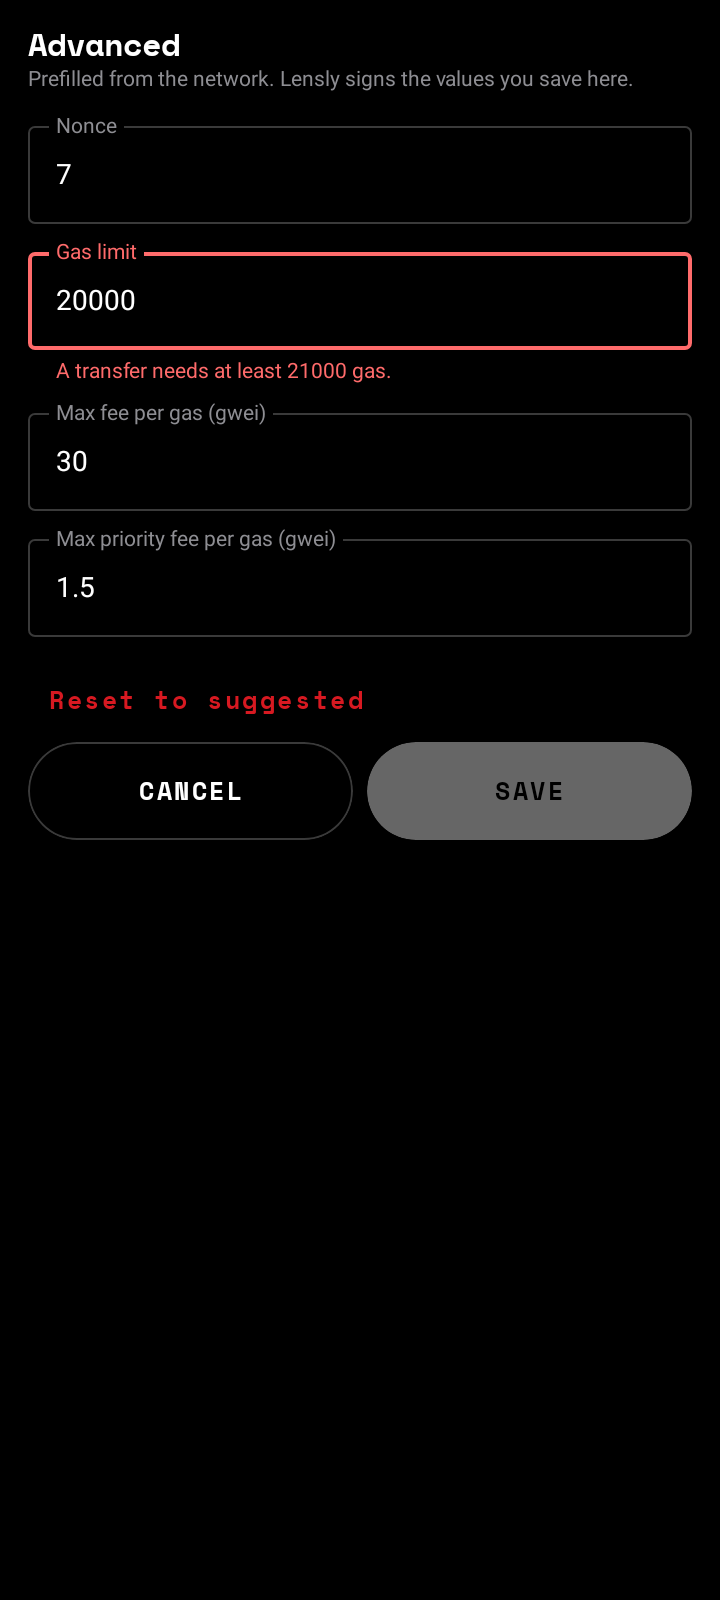 Advanced
Prefilled from the network. Lensly signs the values you save here.
Nonce
7
Gas limit
20000
A transfer needs at least 21000 gas.
Max fee per gas (gwei)
30
Max priority fee per gas (gwei)
1.5
Reset to suggested
CANCEL
SAVE